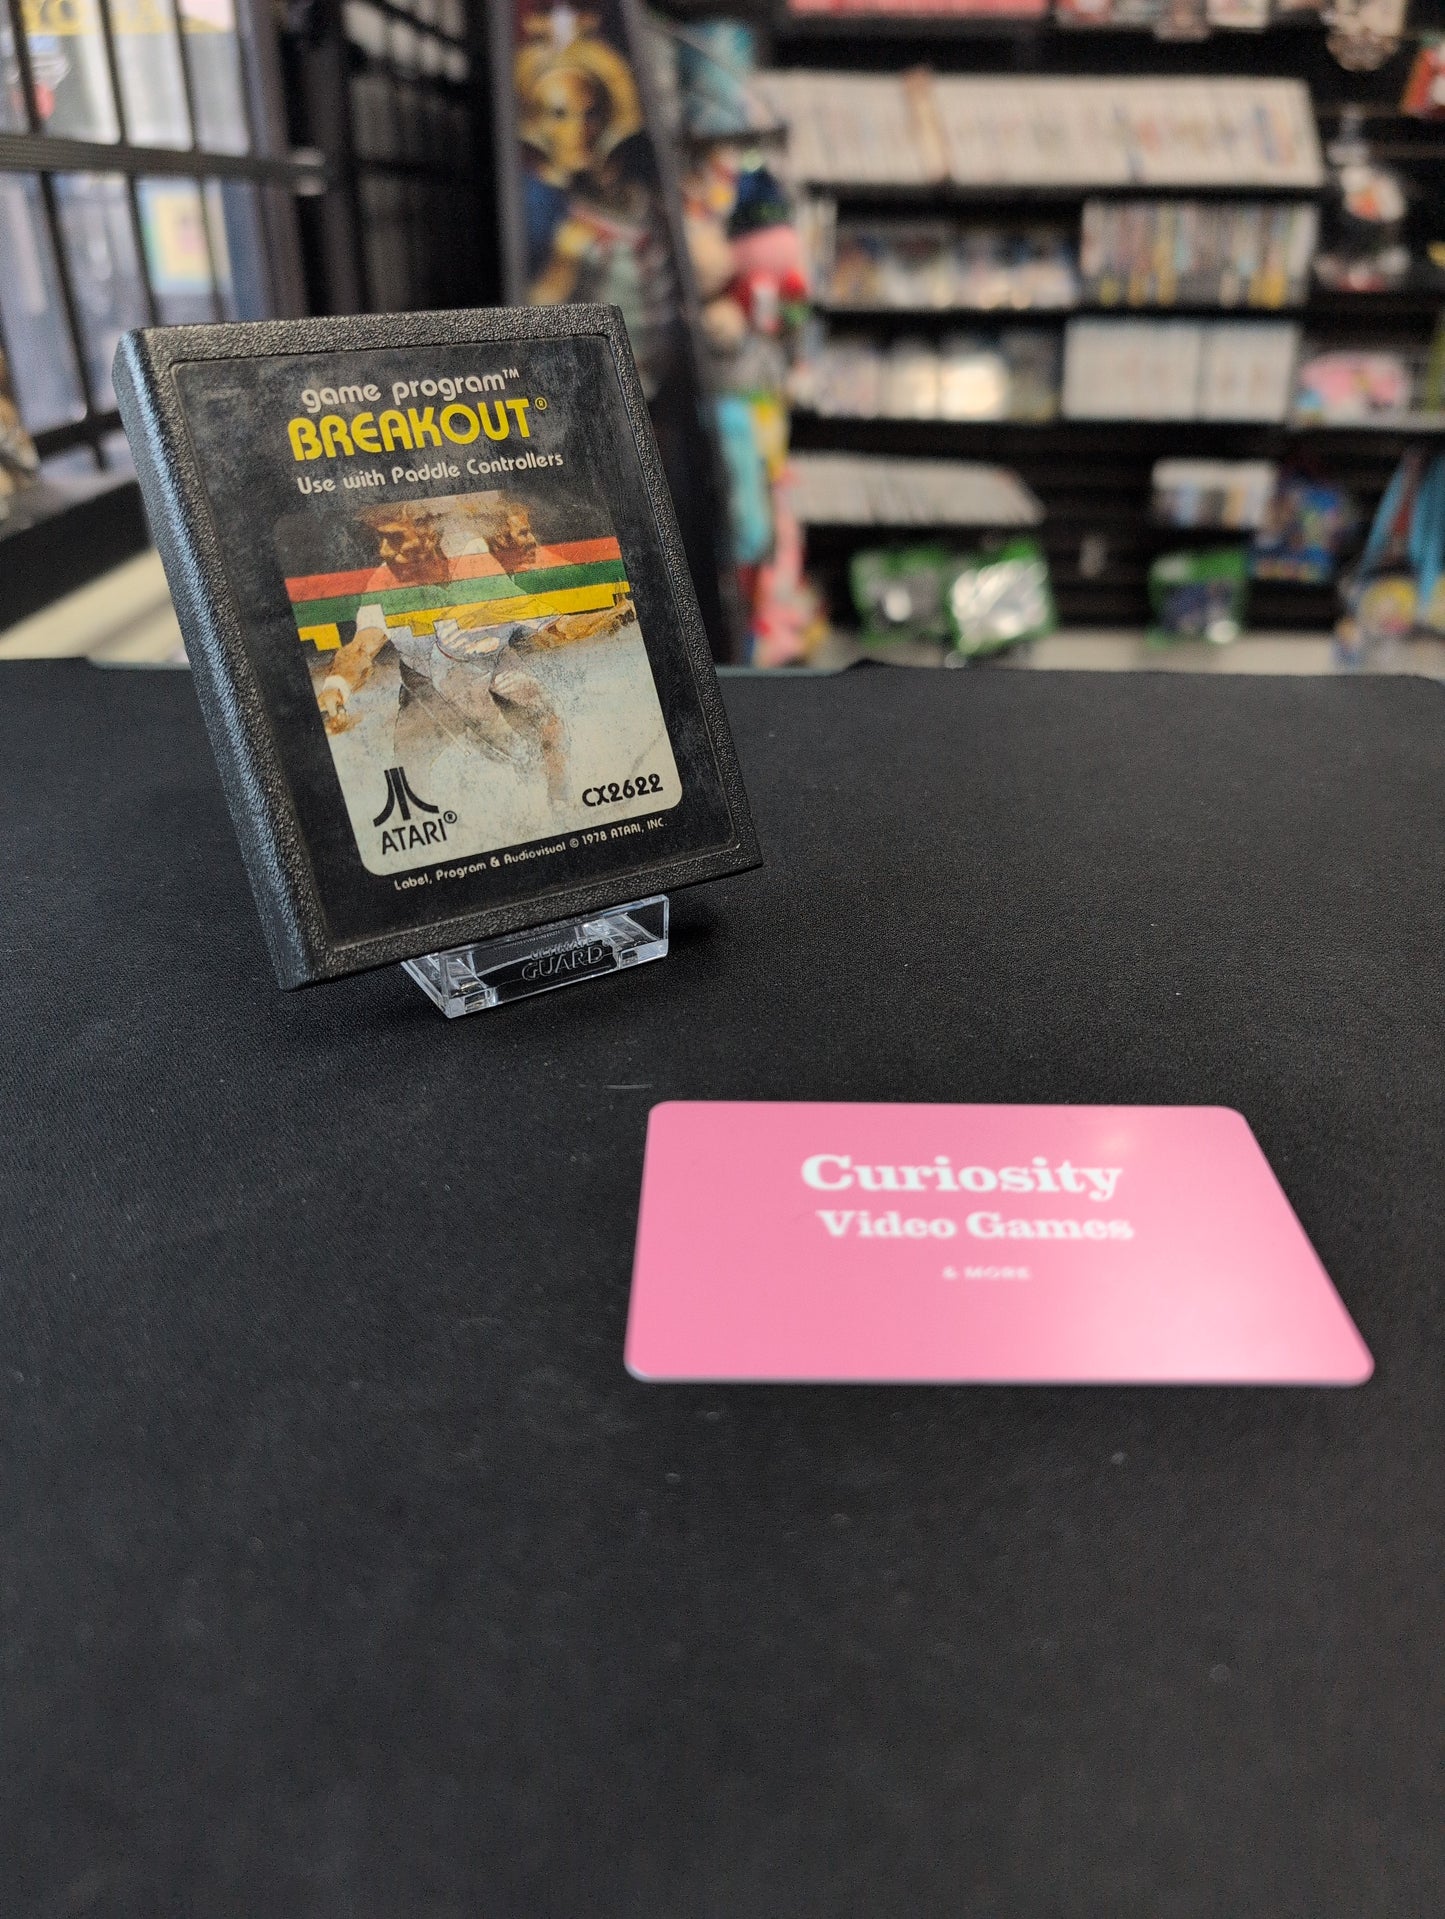 game program™
BREAKOUT®
Use with Paddle Controllers
ATARI®
CX2622
Label, Program & Audiovisual © 1978 ATARI, INC.
ULTIMATE
GUARD
Curiosity
Video Games
& MORE